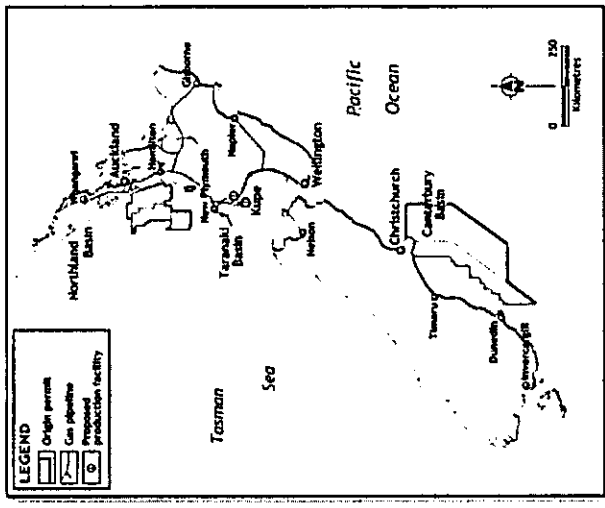 LEGEND
Origin permit
Gas pipeline
Proposed
production facility
Northland
Basin
Whangarei
Auckland
Hamilton
Gisborne
New
Plymouth
Taranaki
Basin
Kupe
Napier
Wellington
Nelson
Tasman
Sea
Pacific
Ocean
Christchurch
Canterbury
Basin
Timaru
Dunedin
Invercargill
N
0 250
Kilometres